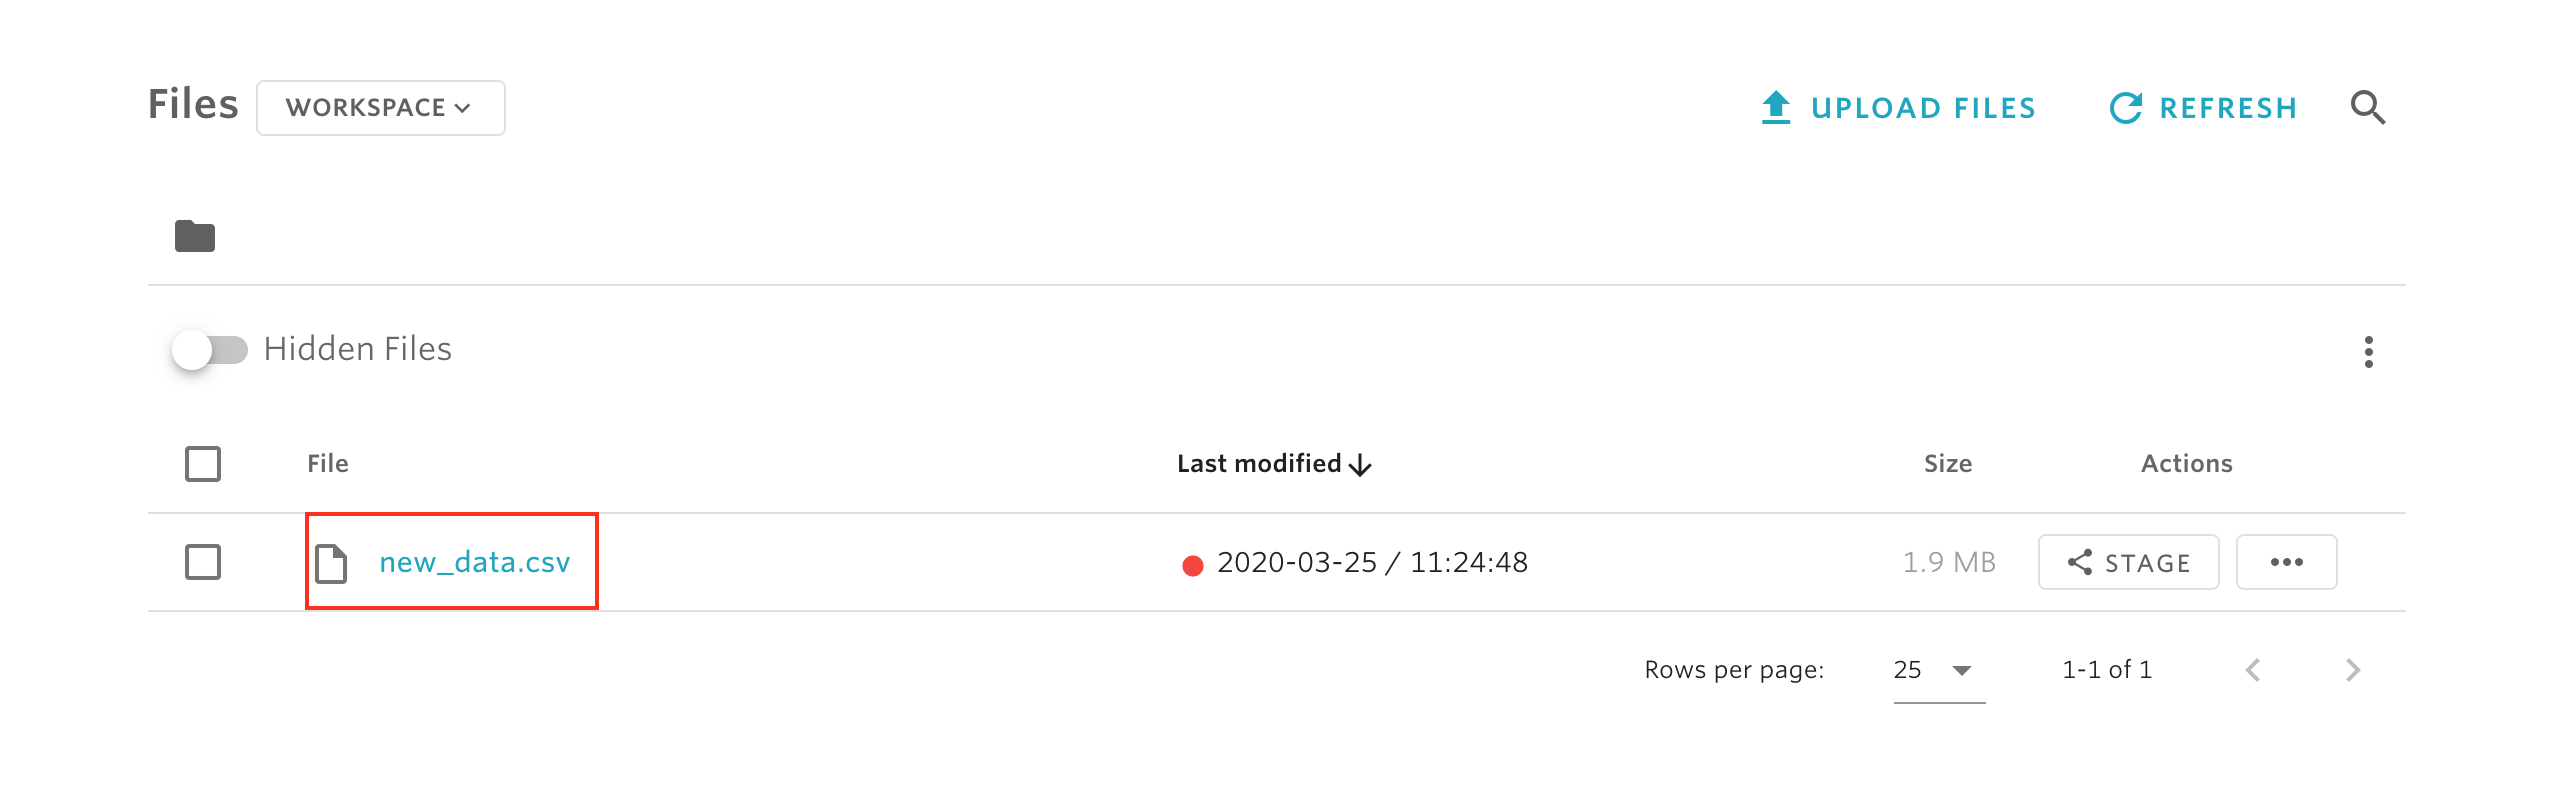 Files WORKSPACE UPLOAD FILES REFRESH
Hidden Files
File Last modified Size Actions
new_data.csv 2020-03-25 / 11:24:48 1.9 MB STAGE
Rows per page: 25 1-1 of 1